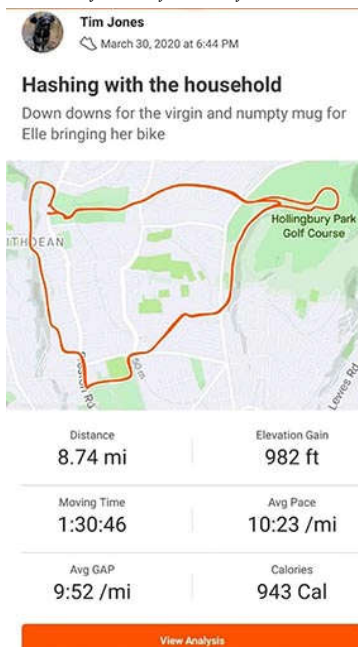 Tim Jones
March 30, 2020 at 6:44 PM
Hashing with the household
Down downs for the virgin and numpty mug for
Elle bringing her bike
Hollingbury Park
Golf Course
ITHDEAN
50 m
Lewes Rd
Distance
8.74 mi
Elevation Gain
982 ft
Moving Time
1:30:46
Avg Pace
10:23 /mi
Avg GAP
9:52 /mi
Calories
943 Cal
View Analysis